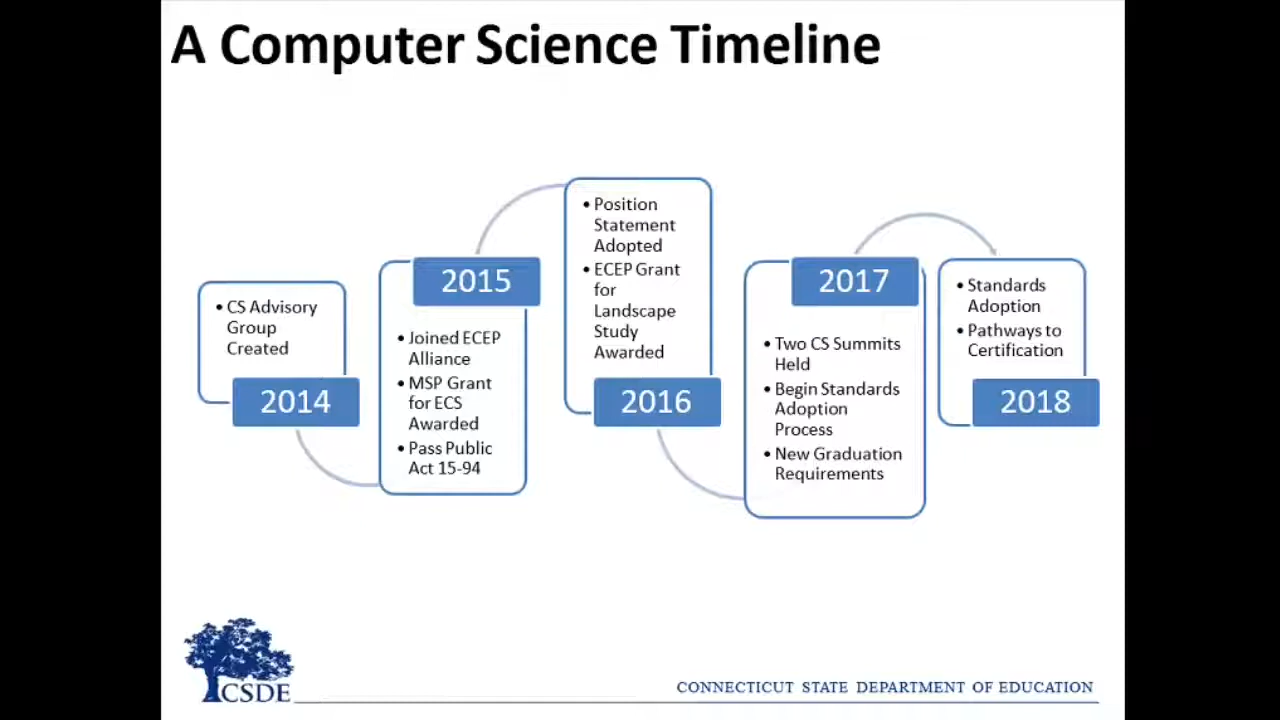 A Computer Science Timeline
• CS Advisory
Group
Created
2014
2015
• Joined ECEP
Alliance
• MSP Grant
for ECS
Awarded
• Pass Public
Act 15-94
• Position
Statement
Adopted
• ECEP Grant
for
Landscape
Study
Awarded
2016
2017
• Two CS Summits
Held
• Begin Standards
Adoption
Process
• New Graduation
Requirements
• Standards
Adoption
• Pathways to
Certification
2018
CSDE
CONNECTICUT STATE DEPARTMENT OF EDUCATION